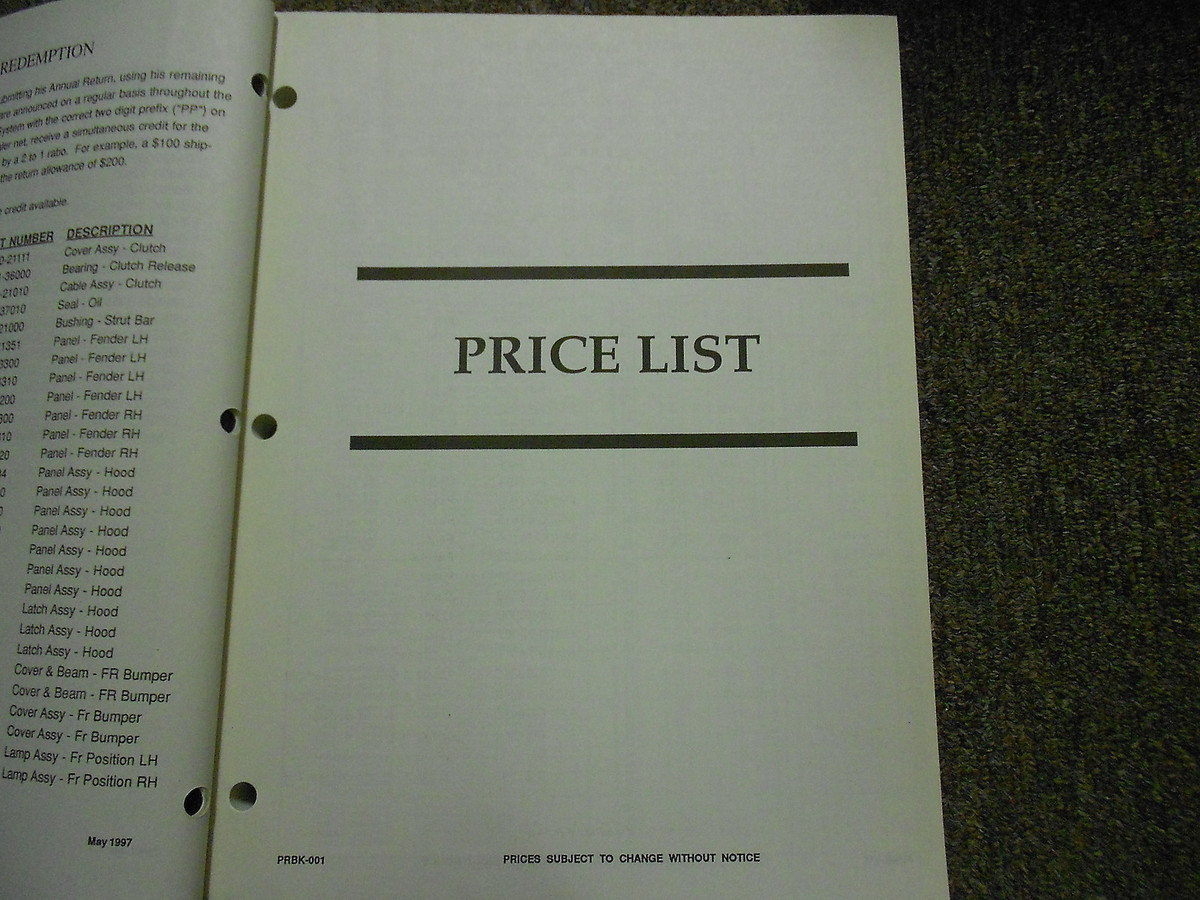 REDEMPTION
submitting his Annual Return, using his remaining
are announced on a regular basis throughout the
System with the correct two digit prefix ("PP") on
net, receive a simultaneous credit for the
by a 2 to 1 ratio. For example, a $100 ship-
the return allowance of $200.
credit available.
NUMBER DESCRIPTION
-21111 Cover Assy - Clutch
-36000 Bearing - Clutch Release
-21010 Cable Assy - Clutch
37010 Seal - Oil
21000 Bushing - Strut Bar
1351 Panel - Fender LH
3300 Panel - Fender LH
310 Panel - Fender LH
200 Panel - Fender LH
300 Panel - Fender RH
10 Panel - Fender RH
20 Panel - Fender RH
4 Panel Assy - Hood
0 Panel Assy - Hood
Panel Assy - Hood
Panel Assy - Hood
Panel Assy - Hood
Panel Assy - Hood
Panel Assy - Hood
Latch Assy - Hood
Latch Assy - Hood
Latch Assy - Hood
Cover & Beam - FR Bumper
Cover & Beam - FR Bumper
Cover Assy - Fr Bumper
Cover Assy - Fr Bumper
Lamp Assy - Fr Position LH
Lamp Assy - Fr Position RH
May 1997
PRICE LIST
PRBK-001
PRICES SUBJECT TO CHANGE WITHOUT NOTICE